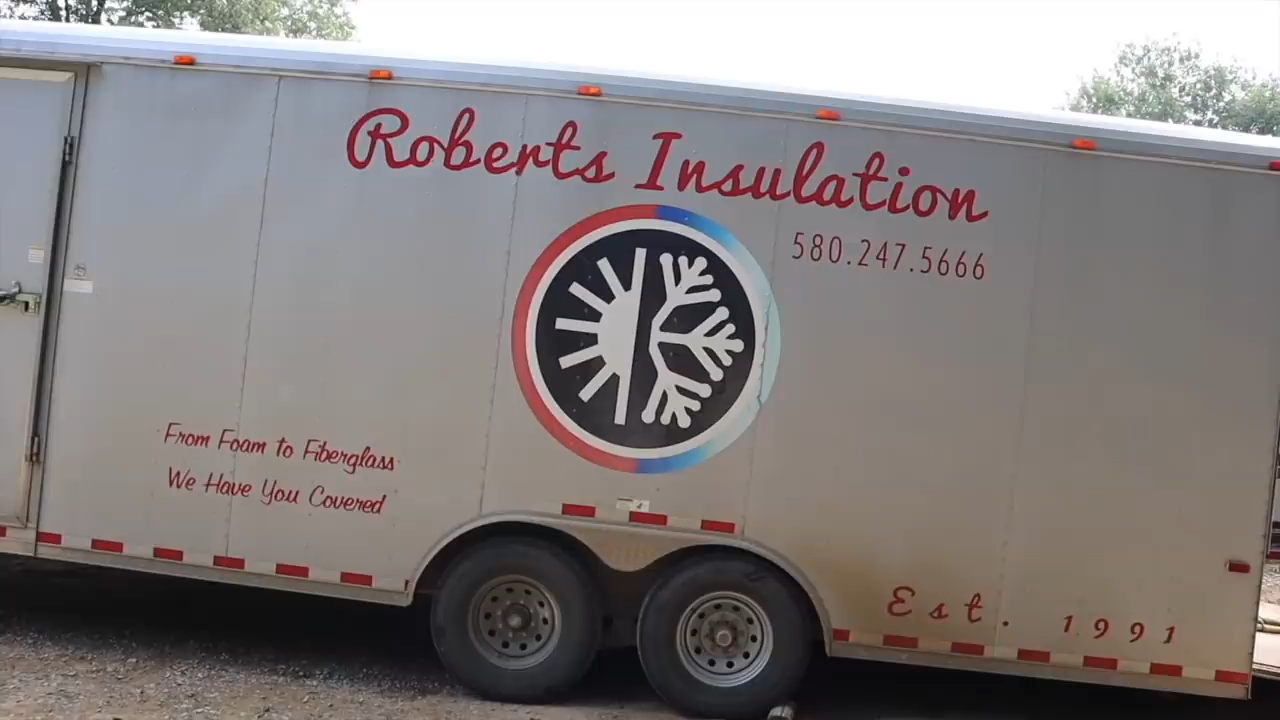 Roberts Insulation
580.247.5666
From Foam to Fiberglass
We Have You Covered
Est. 1991